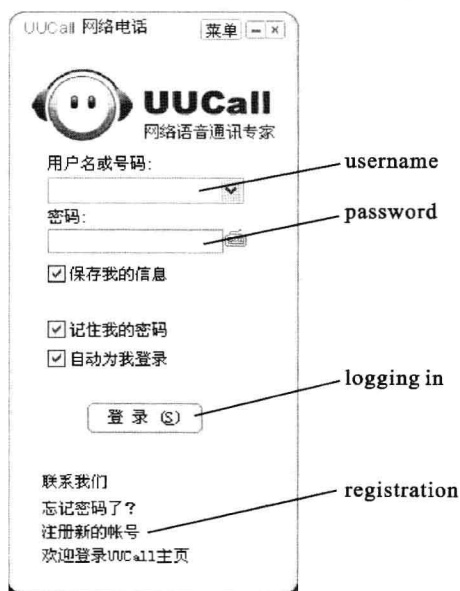 UUCall 网络电话 菜单
UUCall
网络语音通讯专家
用户名或号码:
username
密码:
password
保存我的信息
记住我的密码
自动为我登录
logging in
登 录 (S)
联系我们
registration
忘记密码了?
注册新的帐号
欢迎登录UUCall主页